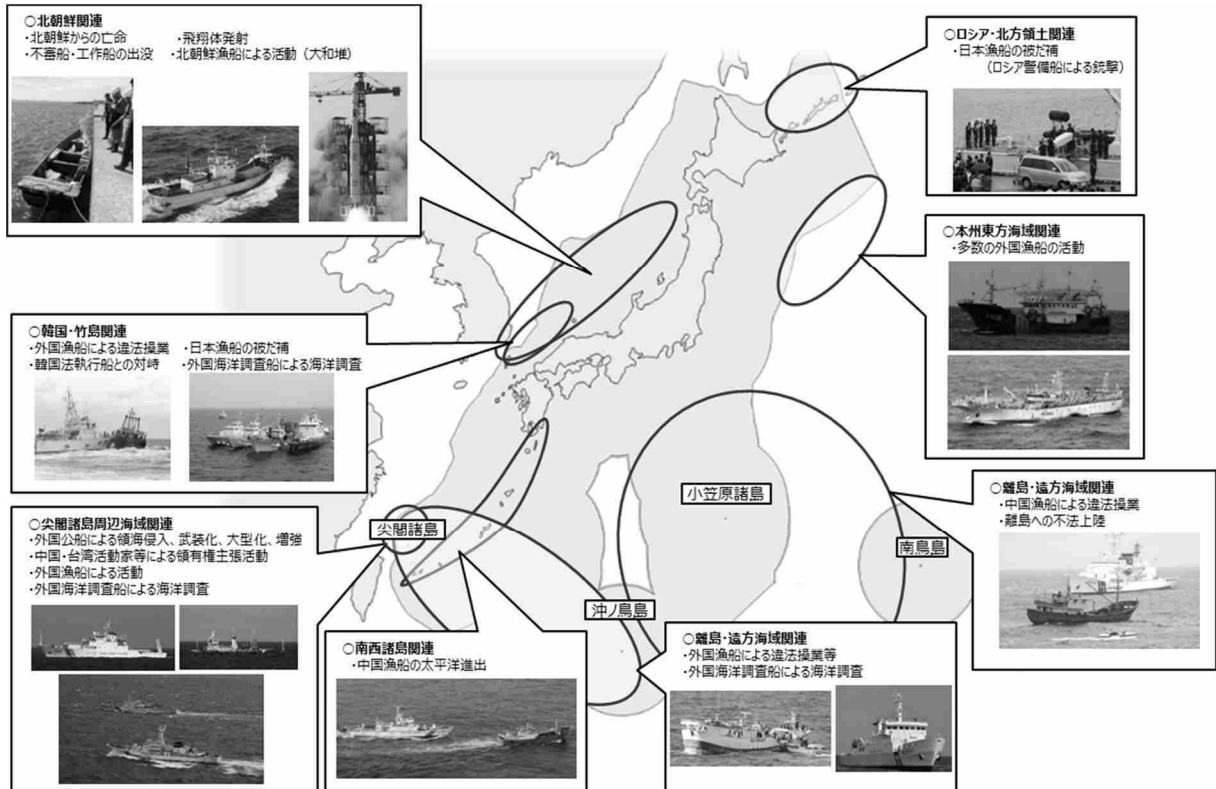 ○北朝鮮関連
・北朝鮮からの亡命 ・飛翔体発射
・不審船・工作船の出没 ・北朝鮮漁船による活動（大和堆）
○ロシア・北方領土関連
・日本漁船の被だ捕
（ロシア警備船による銃撃）
○本州東方海域関連
・多数の外国漁船の活動
○韓国・竹島関連
・外国漁船による違法操業 ・日本漁船の被だ捕
・韓国法執行船との対峙 ・外国海洋調査船による海洋調査
小笠原諸島
○離島・遠方海域関連
・中国漁船による違法操業
・離島への不法上陸
○尖閣諸島周辺海域関連
・外国公船による領海侵入、武装化、大型化、増強
・中国・台湾活動家等による領有権主張活動
・外国漁船による活動
・外国海洋調査船による海洋調査
尖閣諸島
南鳥島
沖ノ鳥島
○南西諸島関連
・中国漁船の太平洋進出
○離島・遠方海域関連
・外国漁船による違法操業等
・外国海洋調査船による海洋調査